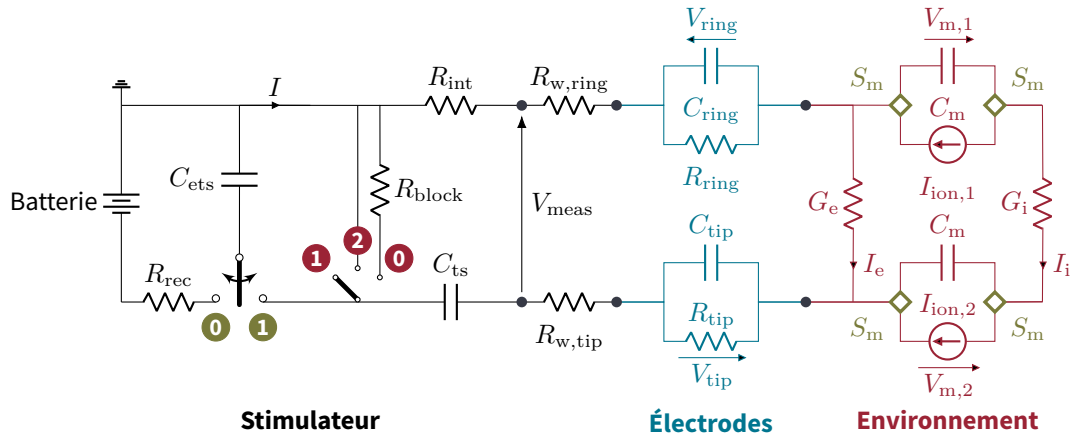 V_ring
V_m,1
I
R_int
R_w,ring
S_m
S_m
C_ring
C_m
R_ring
C_ets
R_block
Batterie
V_meas
I_ion,1
G_e
G_i
C_tip
C_m
1
2
0
C_ts
R_rec
I_e
I_i
R_tip
I_ion,2
0
1
R_w,tip
S_m
S_m
V_tip
V_m,2
Stimulateur
Électrodes
Environnement